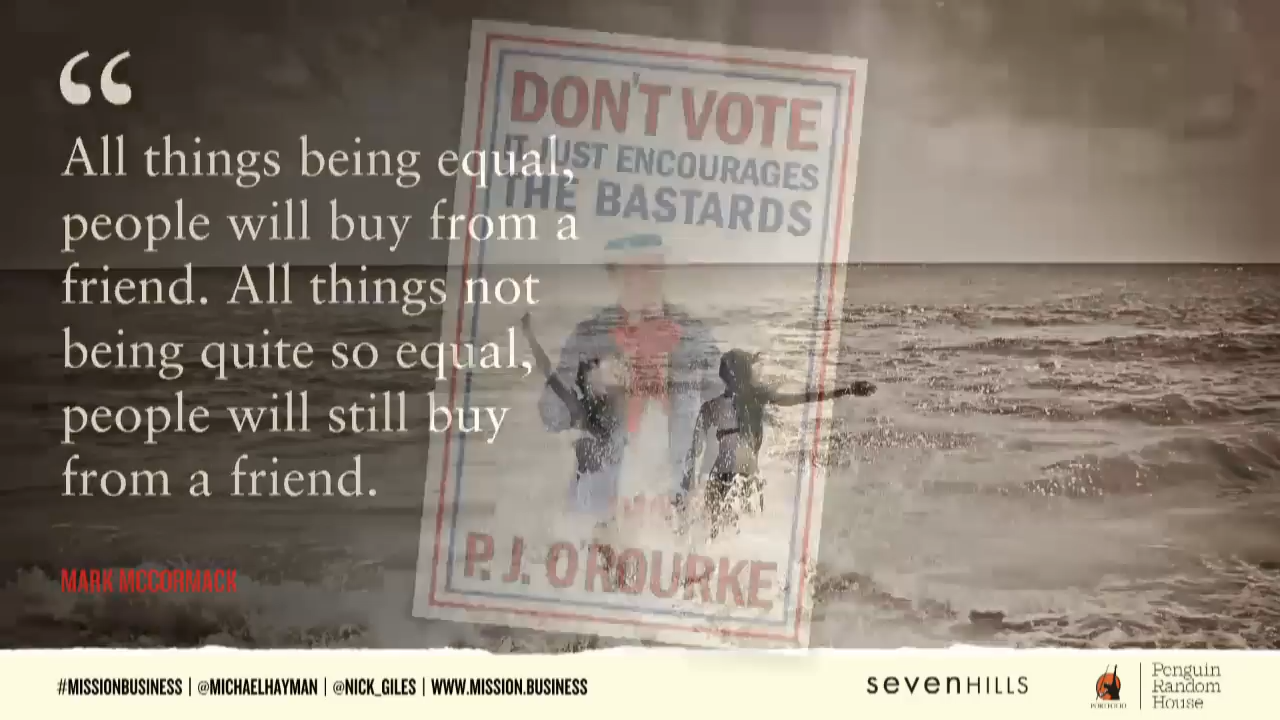 “
All things being equal,
people will buy from a
friend. All things not
being quite so equal,
people will still buy
from a friend.
MARK MCCORMACK
DON'T VOTE
IT JUST ENCOURAGES
THE BASTARDS
P. J. O'ROURKE
#MISSIONBUSINESS | @MICHAELHAYMAN | @NICK_GILES | WWW.MISSION.BUSINESS
sevenHILLS
PORTFOLIO
Penguin
Random
House